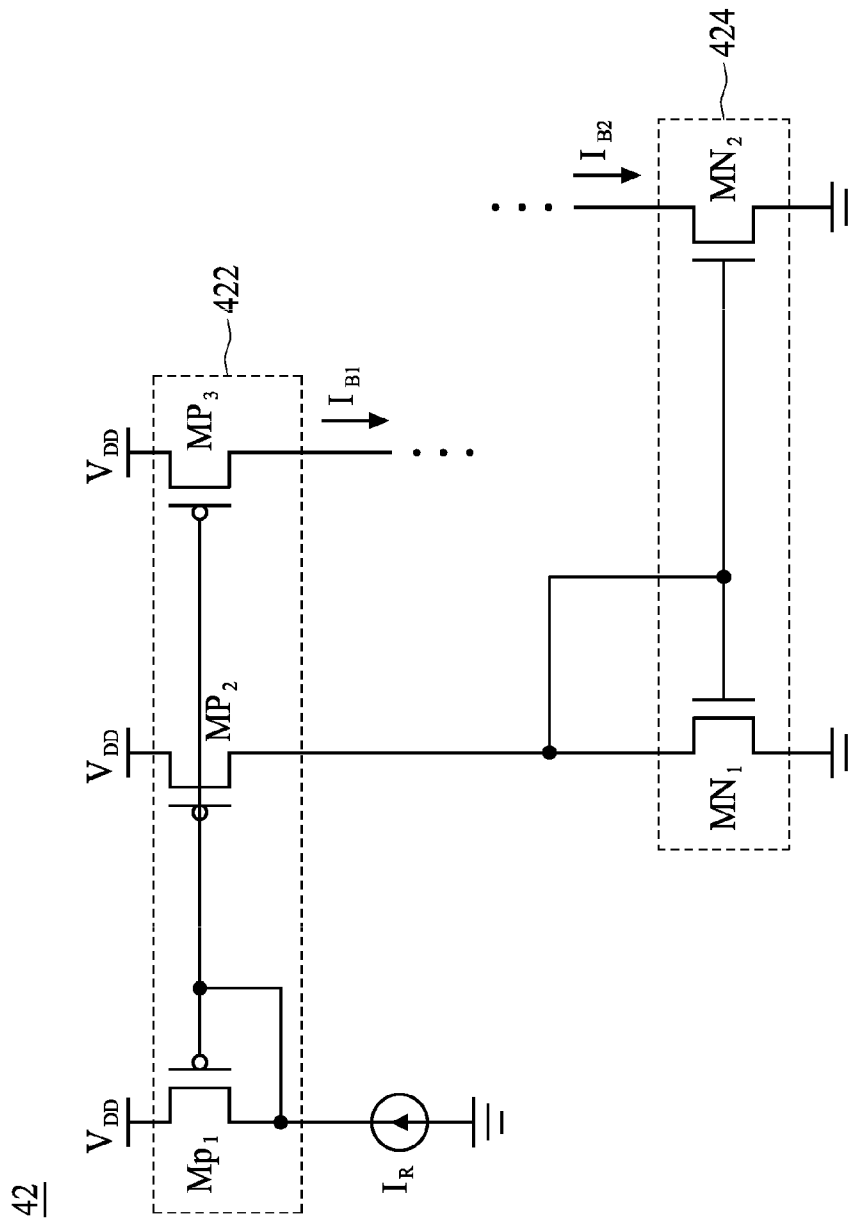 42
V_DD
V_DD
V_DD
Mp_1
MP_2
MP_3
422
I_R
I_B1
I_B2
MN_1
MN_2
424